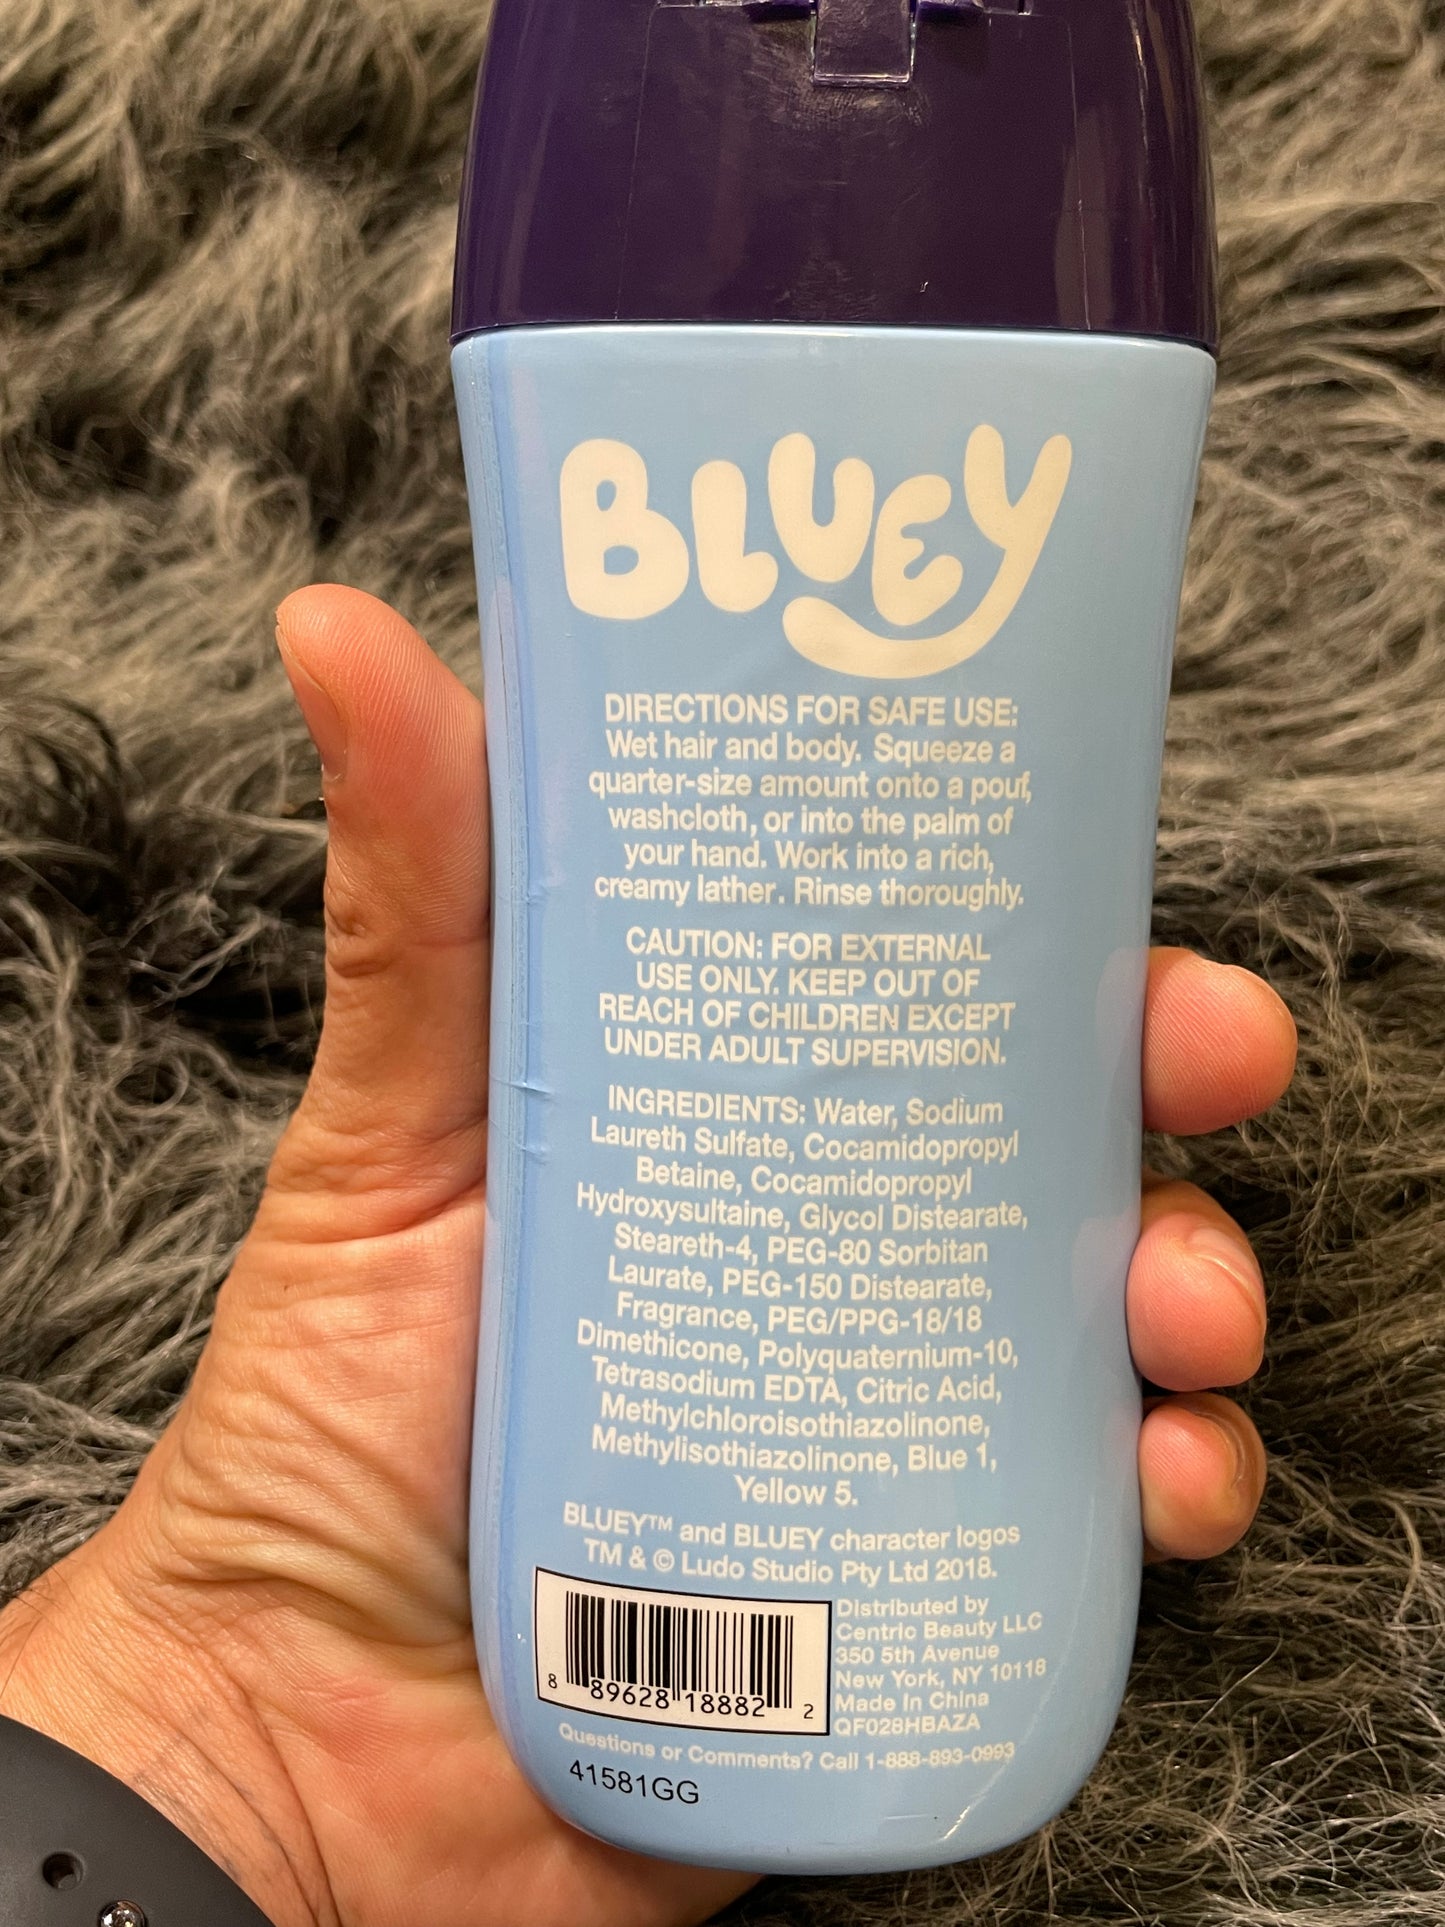 BLUEY
DIRECTIONS FOR SAFE USE:
Wet hair and body. Squeeze a
quarter-size amount onto a pouf,
washcloth, or into the palm of
your hand. Work into a rich,
creamy lather. Rinse thoroughly.
CAUTION: FOR EXTERNAL
USE ONLY. KEEP OUT OF
REACH OF CHILDREN EXCEPT
UNDER ADULT SUPERVISION.
INGREDIENTS: Water, Sodium
Laureth Sulfate, Cocamidopropyl
Betaine, Cocamidopropyl
Hydroxysultaine, Glycol Distearate,
Steareth-4, PEG-80 Sorbitan
Laurate, PEG-150 Distearate,
Fragrance, PEG/PPG-18/18
Dimethicone, Polyquaternium-10,
Tetrasodium EDTA, Citric Acid,
Methylchloroisothiazolinone,
Methylisothiazolinone, Blue 1,
Yellow 5.
BLUEY™ and BLUEY character logos
TM & © Ludo Studio Pty Ltd 2018.
8 89628 18882 2
Distributed by
Centric Beauty LLC
350 5th Avenue
New York, NY 10118
Made In China
QF028HBAZA
Questions or Comments? Call 1-888-893-0993
41581GG